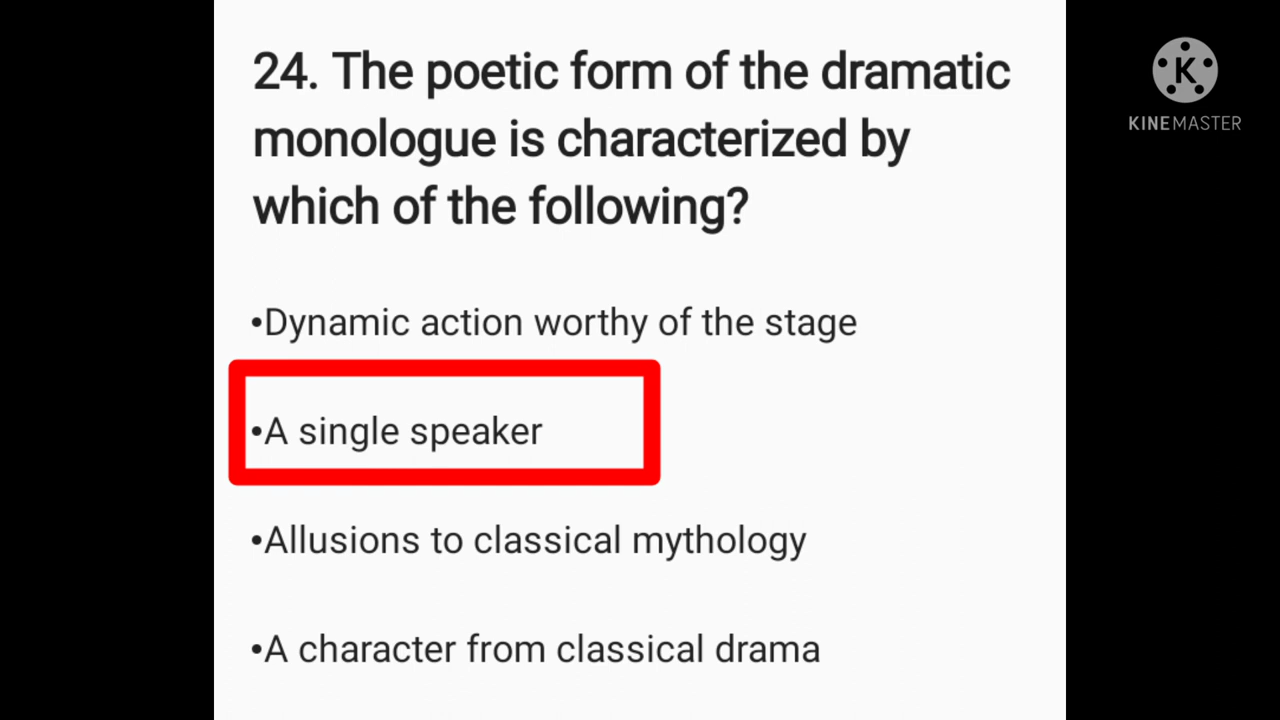 24. The poetic form of the dramatic
monologue is characterized by
which of the following?
•Dynamic action worthy of the stage
•A single speaker
•Allusions to classical mythology
•A character from classical drama
K
KINEMASTER